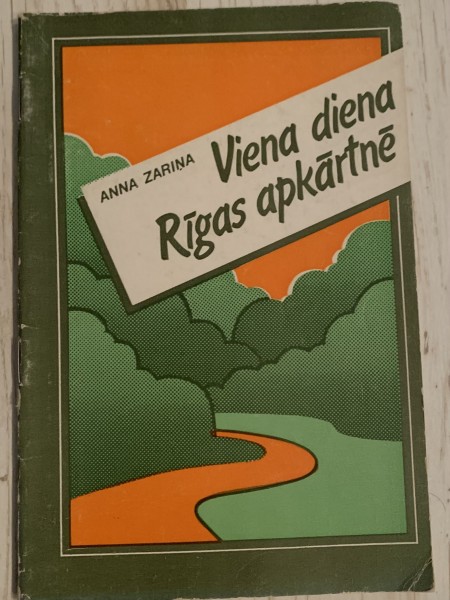 ANNA ZARIŅA
Viena diena
Rīgas apkārtnē